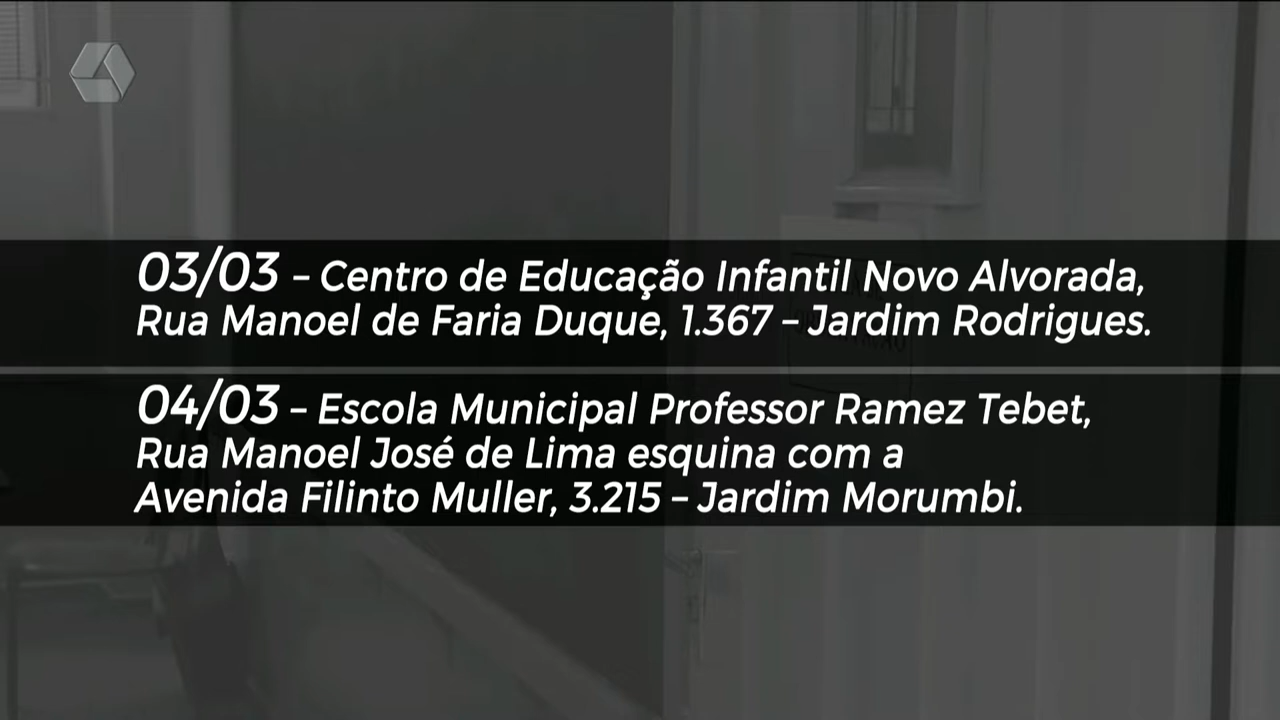 03/03 – Centro de Educação Infantil Novo Alvorada,
Rua Manoel de Faria Duque, 1.367 – Jardim Rodrigues.
04/03 – Escola Municipal Professor Ramez Tebet,
Rua Manoel José de Lima esquina com a
Avenida Filinto Muller, 3.215 – Jardim Morumbi.